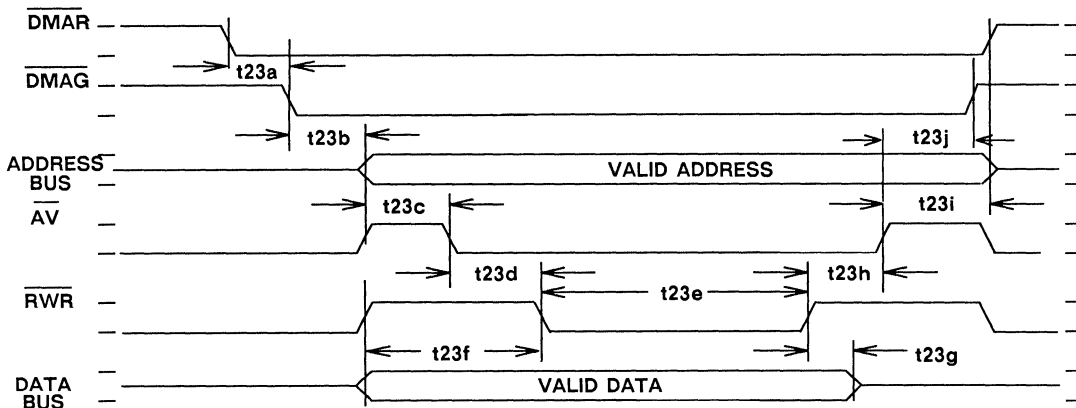 DMAR
t23a
DMAG
t23b
t23j
ADDRESS BUS
VALID ADDRESS
t23c
t23i
AV
t23d
t23h
t23e
RWR
t23f
t23g
DATA BUS
VALID DATA